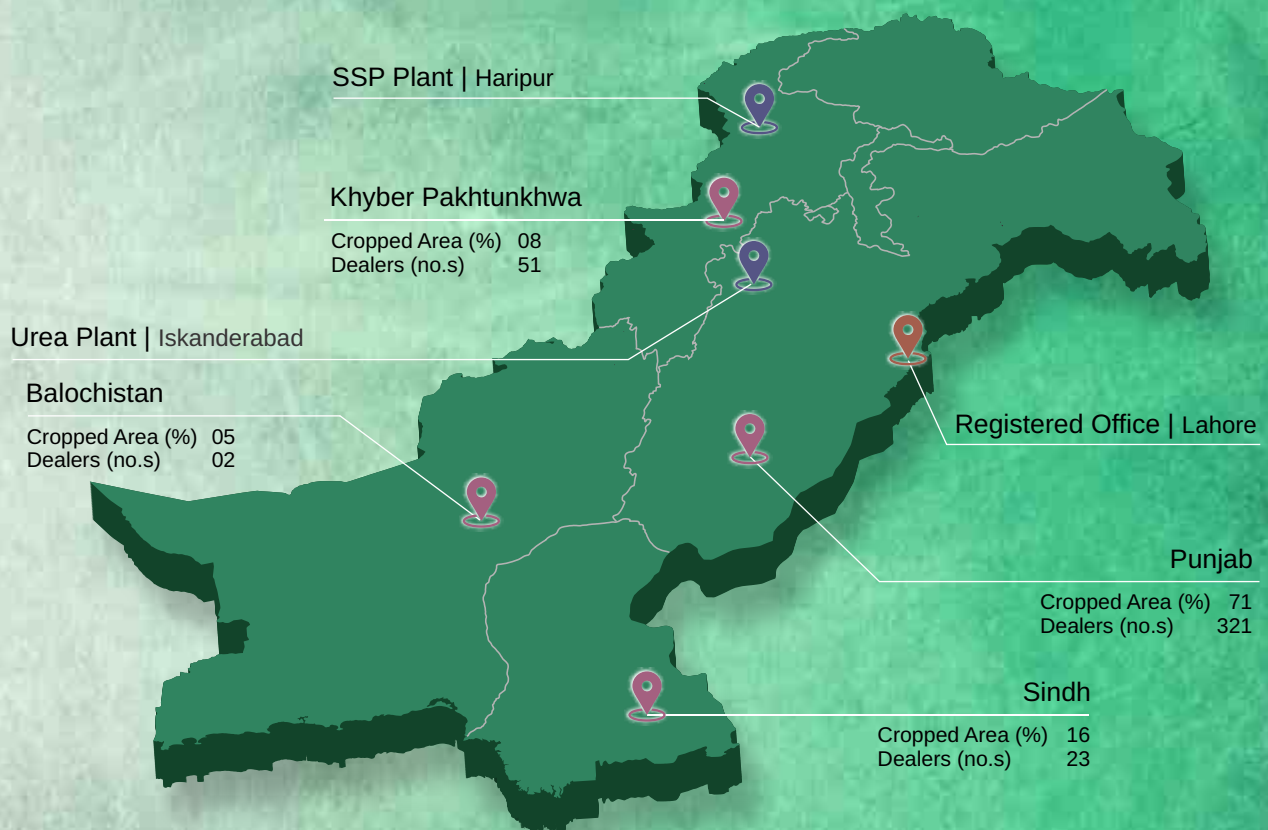 SSP Plant | Haripur
Khyber Pakhtunkhwa
Cropped Area (%) 08
Dealers (no.s) 51
Urea Plant | Iskanderabad
Balochistan
Cropped Area (%) 05
Dealers (no.s) 02
Registered Office | Lahore
Punjab
Cropped Area (%) 71
Dealers (no.s) 321
Sindh
Cropped Area (%) 16
Dealers (no.s) 23